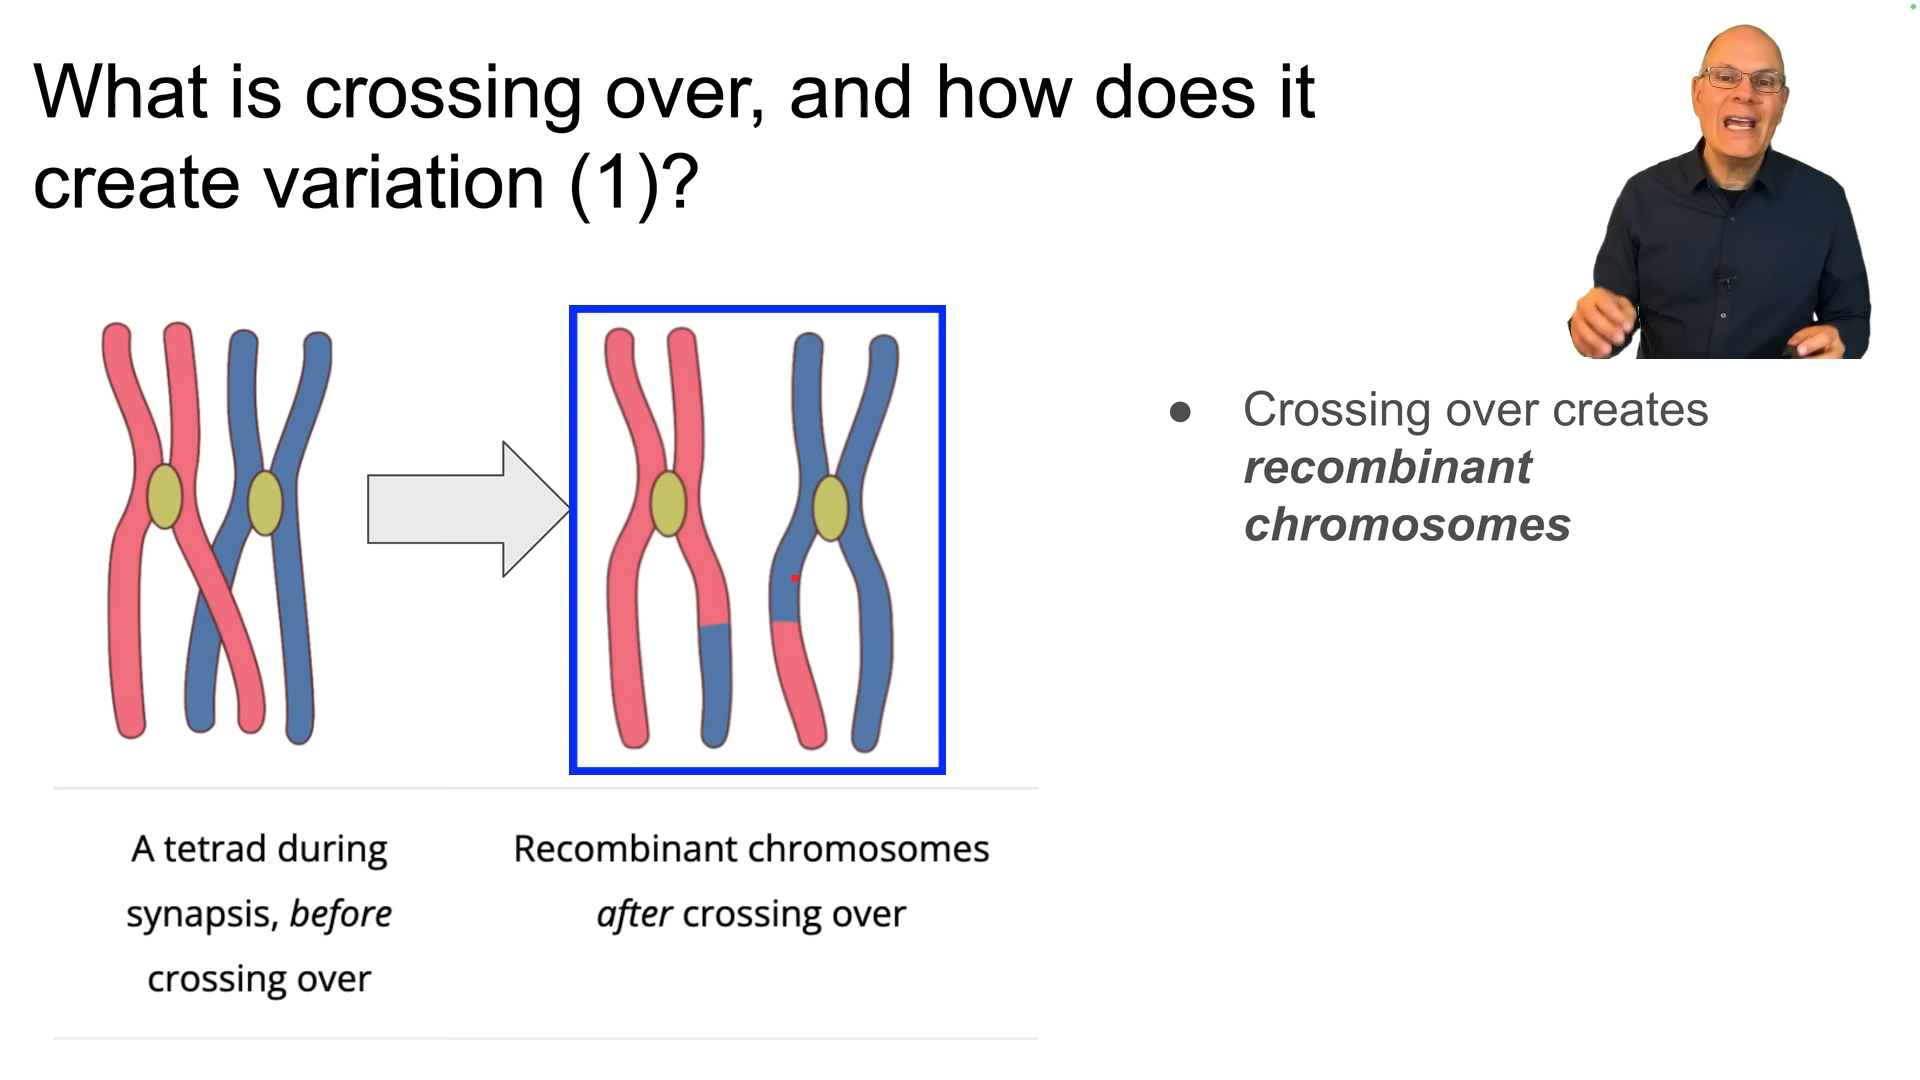 What is crossing over, and how does it
create variation (1)?
● Crossing over creates
recombinant
chromosomes
A tetrad during
synapsis, before
crossing over
Recombinant chromosomes
after crossing over